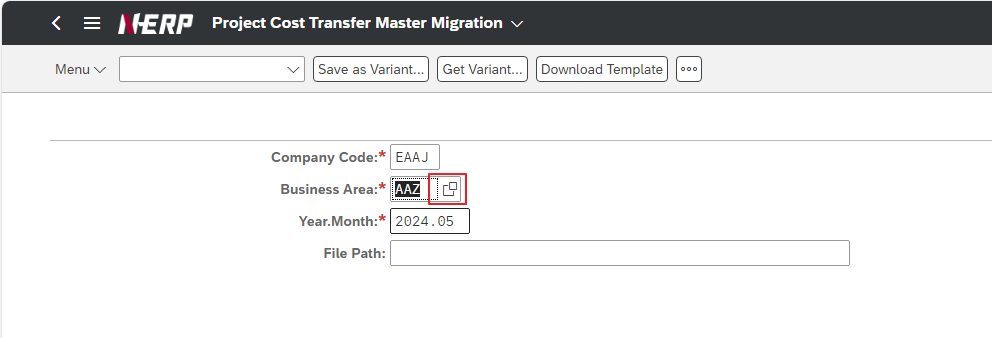 NERP Project Cost Transfer Master Migration
Menu Save as Variant... Get Variant... Download Template
Company Code:* EAAJ
Business Area:* AAZ
Year.Month:* 2024.05
File Path: